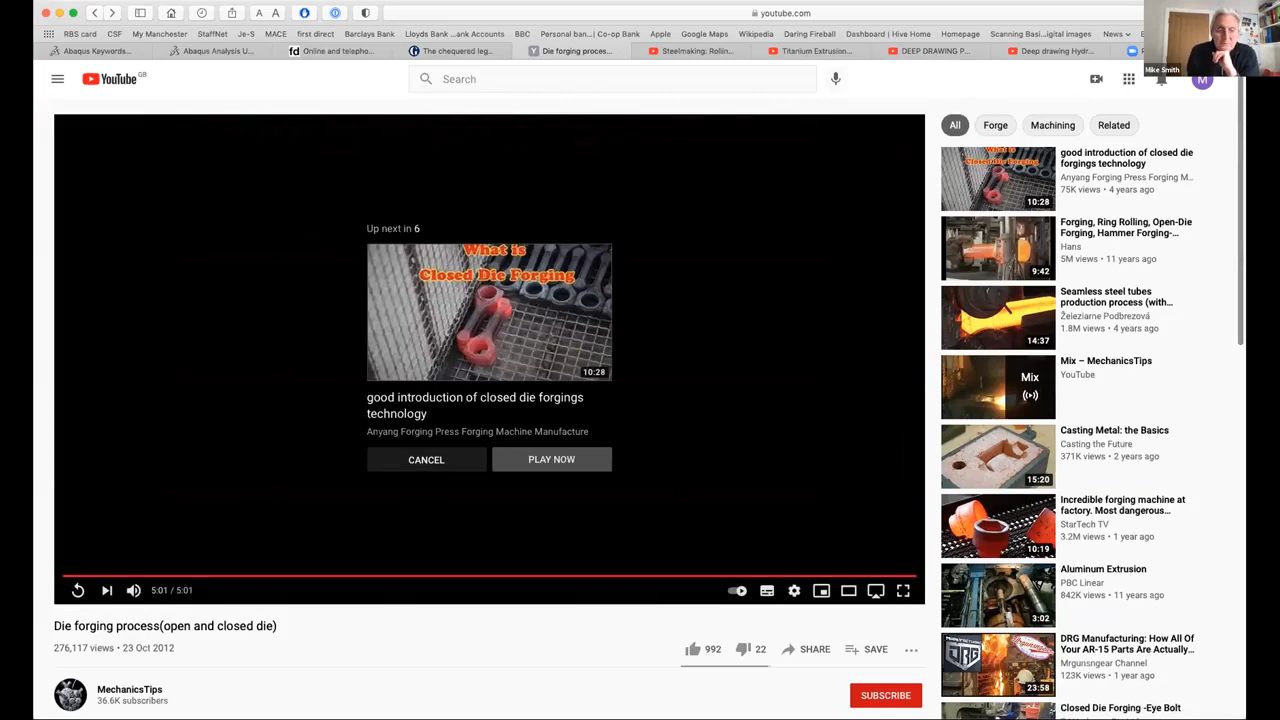 youtube.com
RBS card
CSF
My Manchester
StaffNet
Je-S
MACE
first direct
Barclays Bank
Lloyds Bank ...ank Accounts
BBC
Personal ban...Co-op Bank
Apple
Google Maps
Wikipedia
Daring Fireball
Dashboard | Hive Home
Homepage
Scanning Basi...igital images
News
Abaqus Keywords...
Abaqus Analysis U...
Online and telepho...
The chequered leg...
Die forging proces...
Steelmaking: Rollin...
Titanium Extrusion...
DEEP DRAWING P...
Deep drawing Hydr...
Mike Smith
YouTube GB
Search
M
All
Forge
Machining
Related
Up next in 6
What is
Closed Die Forging
10:28
good introduction of closed die forgings
technology
Anyang Forging Press Forging Machine Manufacture
CANCEL
PLAY NOW
5:01 / 5:01
Die forging process(open and closed die)
276,117 views • 23 Oct 2012
992
22
SHARE
SAVE
MechanicsTips
36.6K subscribers
SUBSCRIBE
What is
Closed Die Forging
10:28
good introduction of closed die
forgings technology
Anyang Forging Press Forging M...
75K views • 4 years ago
9:42
Forging, Ring Rolling, Open-Die
Forging, Hammer Forging-...
Hans
5M views • 11 years ago
14:37
Seamless steel tubes
production process (with...
Železiarne Podbrezová
1.8M views • 4 years ago
Mix
Mix – MechanicsTips
YouTube
15:20
Casting Metal: the Basics
Casting the Future
371K views • 2 years ago
10:19
Incredible forging machine at
factory. Most dangerous...
StarTech TV
3.2M views • 1 year ago
3:02
Aluminum Extrusion
PBC Linear
842K views • 11 years ago
DRG
23:58
DRG Manufacturing: How All Of
Your AR-15 Parts Are Actually...
Mrgunsngear Channel
123K views • 1 year ago
Closed Die Forging -Eye Bolt